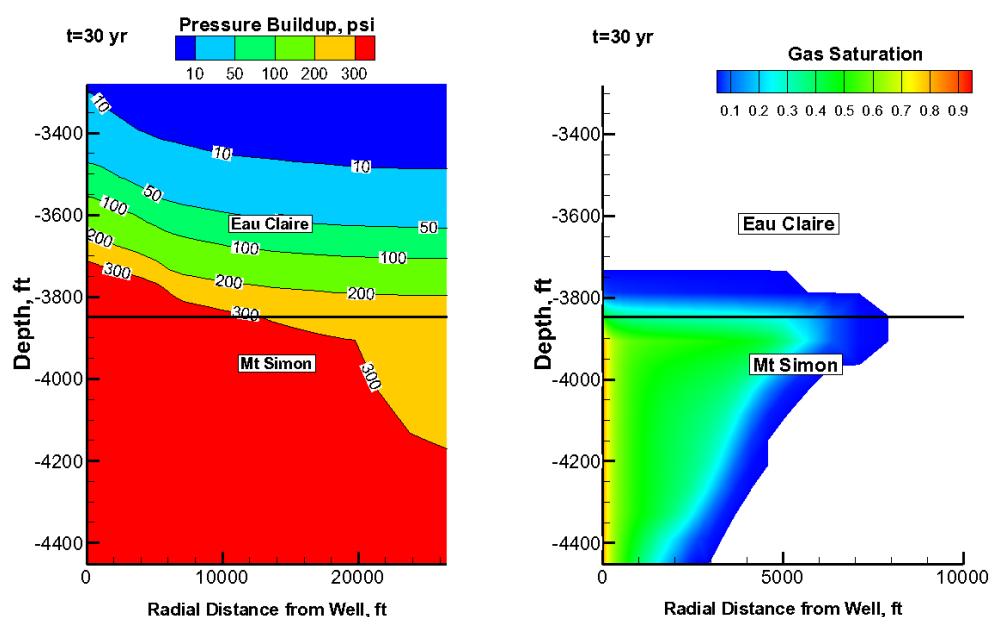 t=30 yr
Pressure Buildup, psi
10 50 100 200 300
10
10
10
50
50
100
100
100
200
200
200
300
300
300
Eau Claire
Mt Simon
-3400
-3600
-3800
-4000
-4200
-4400
Depth, ft
0 10000 20000
Radial Distance from Well, ft
t=30 yr
Gas Saturation
0.1 0.2 0.3 0.4 0.5 0.6 0.7 0.8 0.9
Eau Claire
Mt Simon
-3400
-3600
-3800
-4000
-4200
-4400
Depth, ft
0 5000 10000
Radial Distance from Well, ft